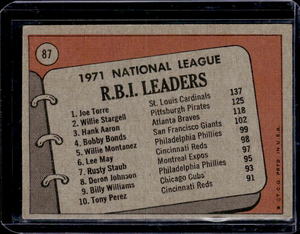 87
1971 NATIONAL LEAGUE
R.B.I. LEADERS
1- Joe Torre St. Louis Cardinals 137
2- Willie Stargell Pittsburgh Pirates 125
3- Hank Aaron Atlanta Braves 118
4- Bobby Bonds San Francisco Giants 102
5- Willie Montanez Philadelphia Phillies 99
6- Lee May Cincinnati Reds 98
7- Rusty Staub Montreal Expos 97
8- Deron Johnson Philadelphia Phillies 95
9- Billy Williams Chicago Cubs 93
10- Tony Perez Cincinnati Reds 91
© T.C.G. PRTD. IN U.S.A.